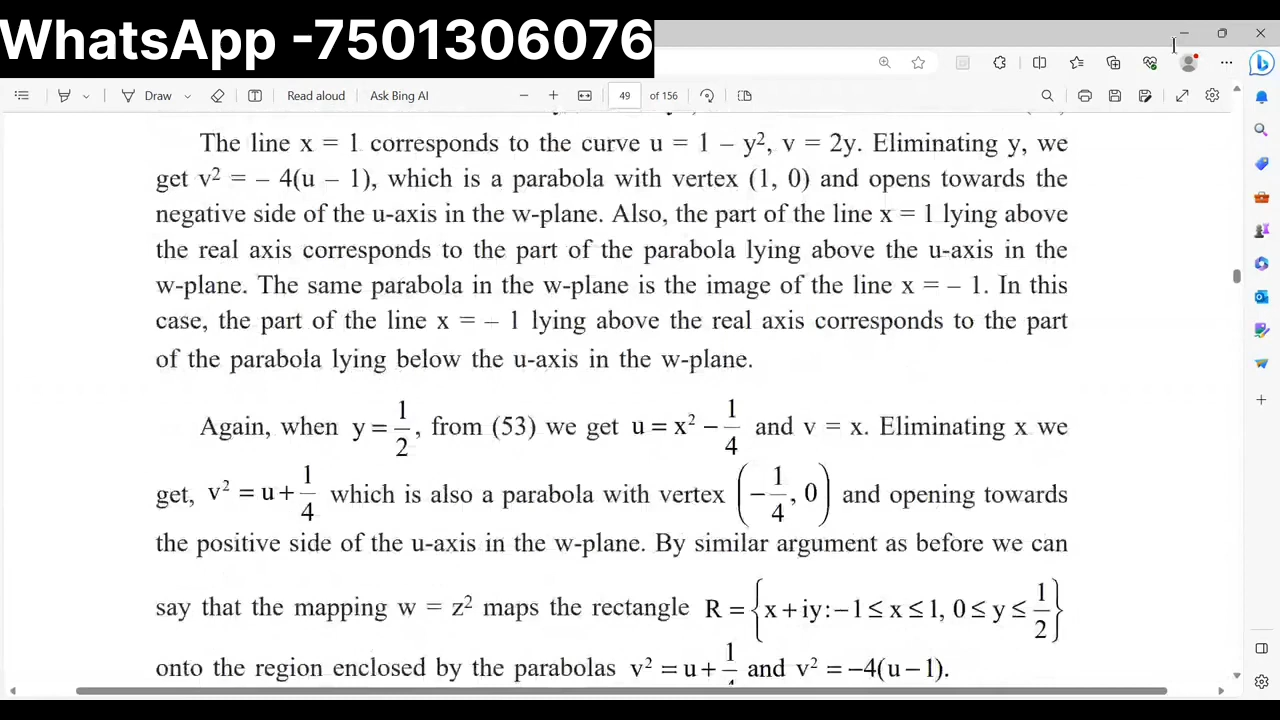 WhatsApp -7501306076
Draw
Read aloud
Ask Bing AI
49 of 156
The line x = 1 corresponds to the curve u = 1 – y², v = 2y. Eliminating y, we
get v² = – 4(u – 1), which is a parabola with vertex (1, 0) and opens towards the
negative side of the u-axis in the w-plane. Also, the part of the line x = 1 lying above
the real axis corresponds to the part of the parabola lying above the u-axis in the
w-plane. The same parabola in the w-plane is the image of the line x = – 1. In this
case, the part of the line x = – 1 lying above the real axis corresponds to the part
of the parabola lying below the u-axis in the w-plane.
Again, when y = 1/2, from (53) we get u = x² – 1/4 and v = x. Eliminating x we
get, v² = u + 1/4 which is also a parabola with vertex (– 1/4, 0) and opening towards
the positive side of the u-axis in the w-plane. By similar argument as before we can
say that the mapping w = z² maps the rectangle R = {x + iy: – 1 ≤ x ≤ 1, 0 ≤ y ≤ 1/2}
onto the region enclosed by the parabolas v² = u + 1/4 and v² = –4(u – 1).